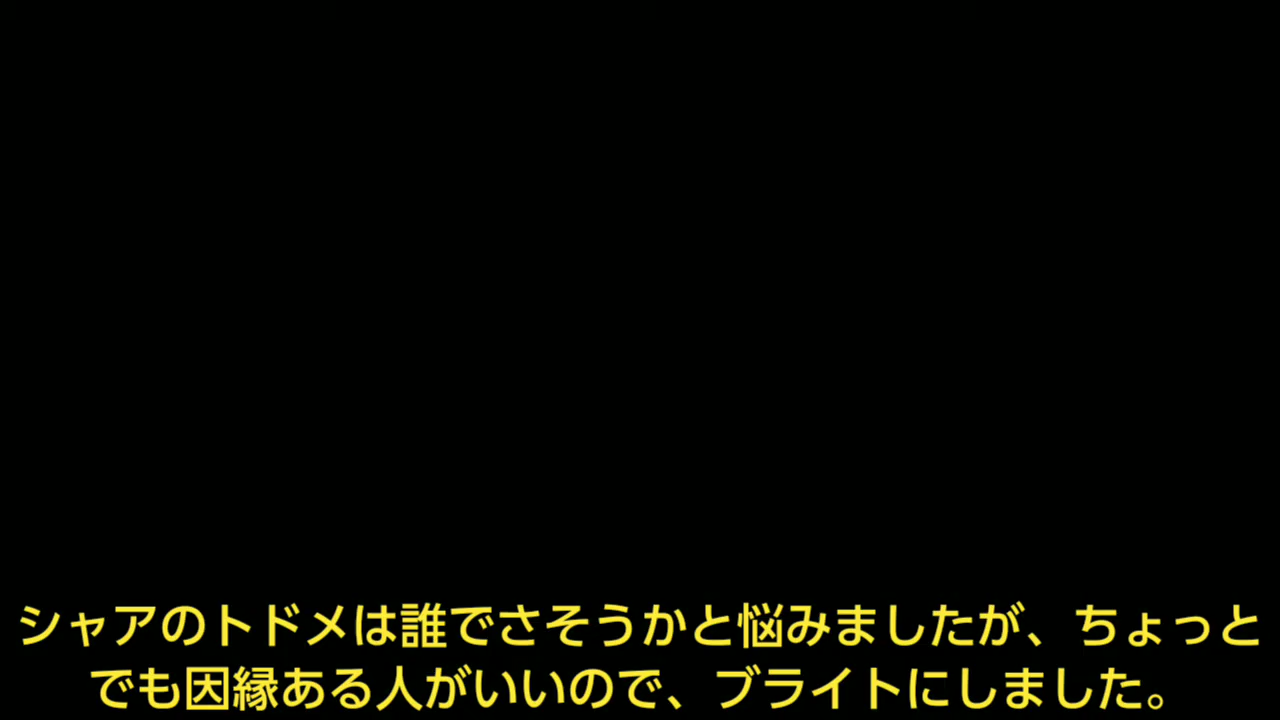 シャアのトドメは誰でさそうかと悩みましたが、ちょっと
でも因縁ある人がいいので、ブライトにしました。